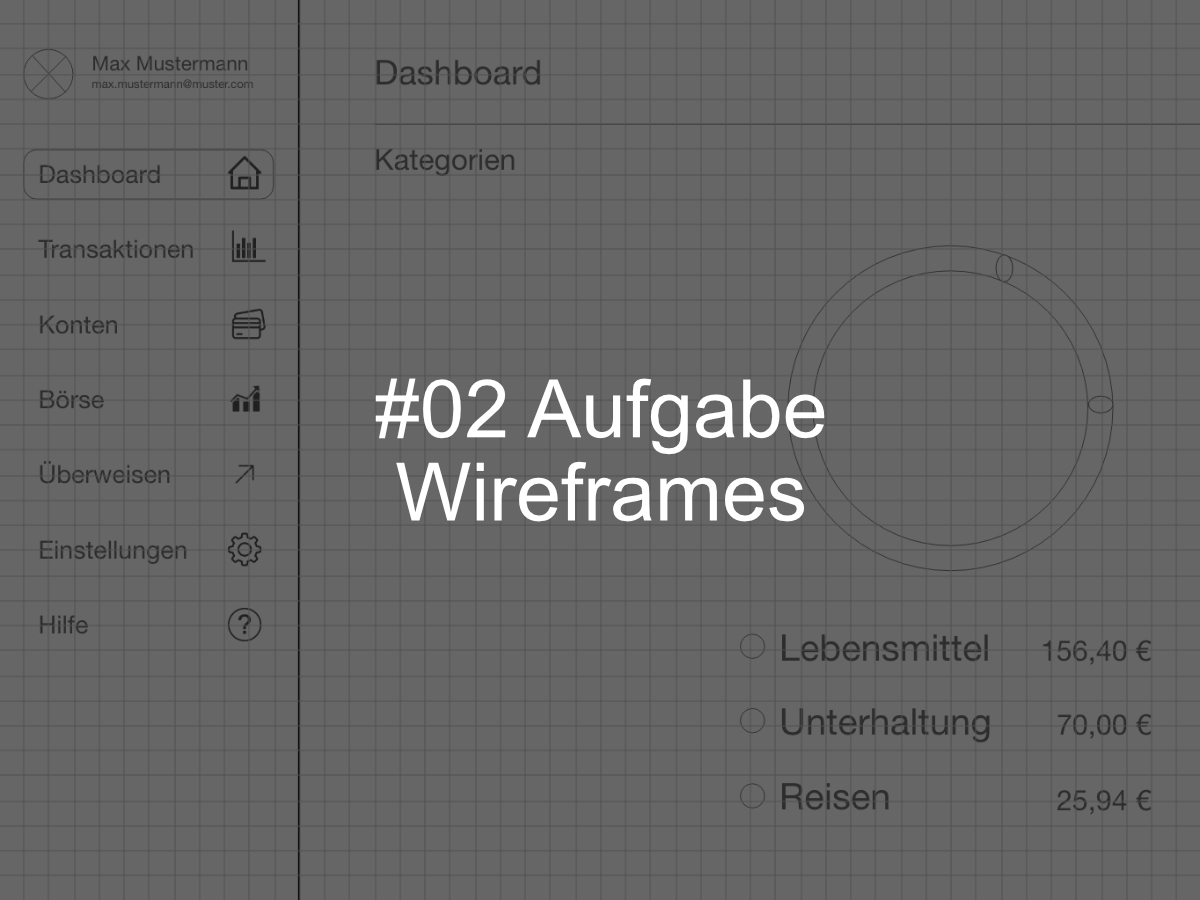 Max Mustermann
max.mustermann@muster.com
Dashboard
Transaktionen
Konten
Börse
Überweisen
Einstellungen
Hilfe
?
Dashboard
Kategorien
#02 Aufgabe
Wireframes
Lebensmittel 156,40 €
Unterhaltung 70,00 €
Reisen 25,94 €